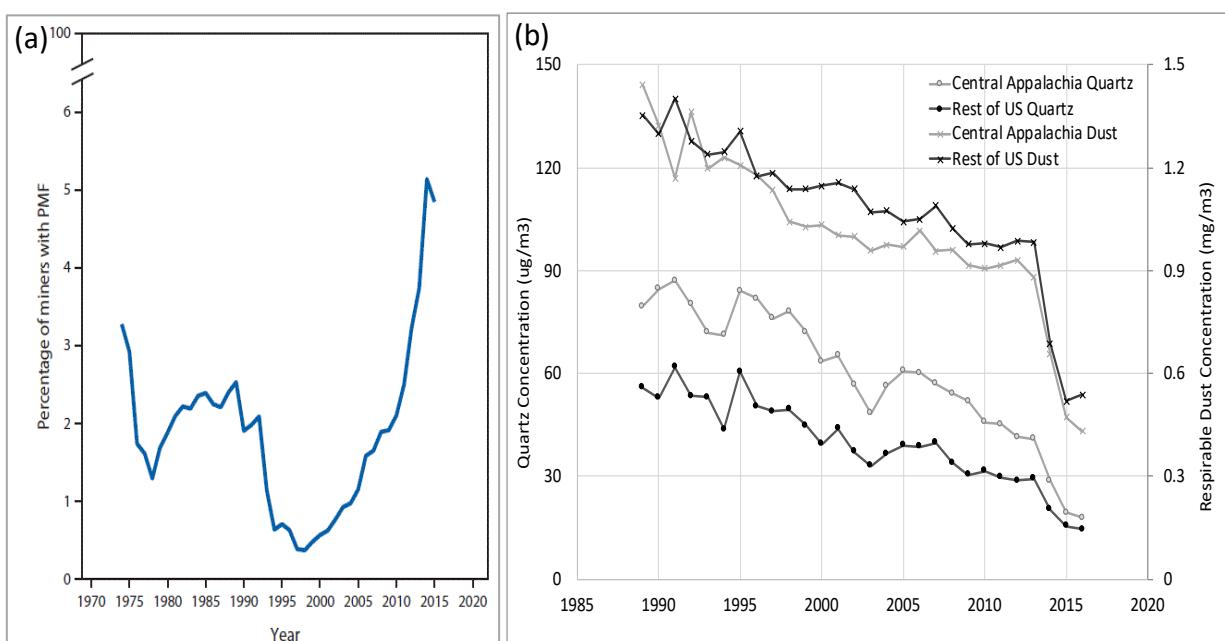 (a)
100
6
5
4
3
2
1
0
Percentage of miners with PMF
1970 1975 1980 1985 1990 1995 2000 2005 2010 2015 2020
Year
(b)
150
120
90
60
30
0
Quartz Concentration (ug/m3)
Central Appalachia Quartz
Rest of US Quartz
Central Appalachia Dust
Rest of US Dust
1.5
1.2
0.9
0.6
0.3
0
Respirable Dust Concentration (mg/m3)
1985 1990 1995 2000 2005 2010 2015 2020